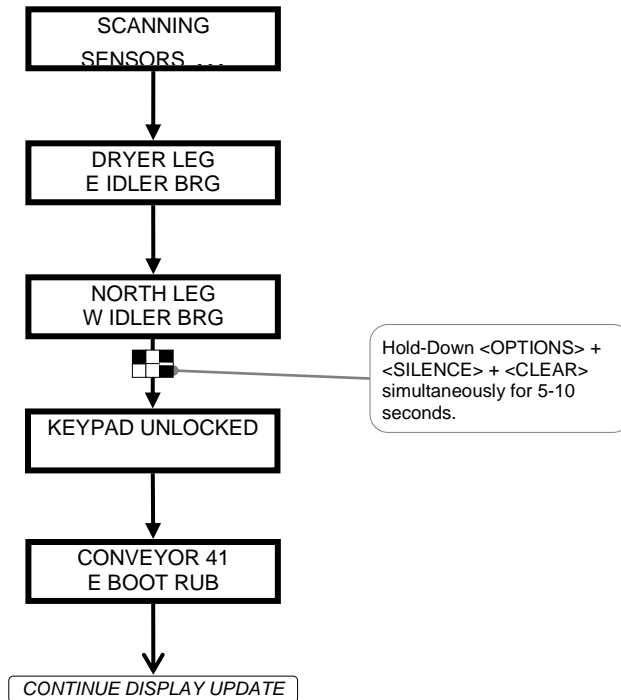 SCANNING
SENSORS ...
DRYER LEG
E IDLER BRG
NORTH LEG
W IDLER BRG
Hold-Down <OPTIONS> +
<SILENCE> + <CLEAR>
simultaneously for 5-10
seconds.
KEYPAD UNLOCKED
CONVEYOR 41
E BOOT RUB
CONTINUE DISPLAY UPDATE